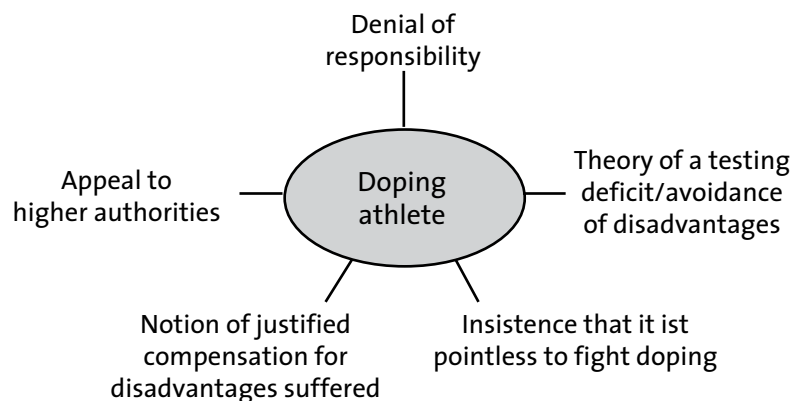 Denial of
responsibility
Appeal to
higher authorities
Doping
athlete
Theory of a testing
deficit/avoidance
of disadvantages
Notion of justified
compensation for
disadvantages suffered
Insistence that it ist
pointless to fight doping